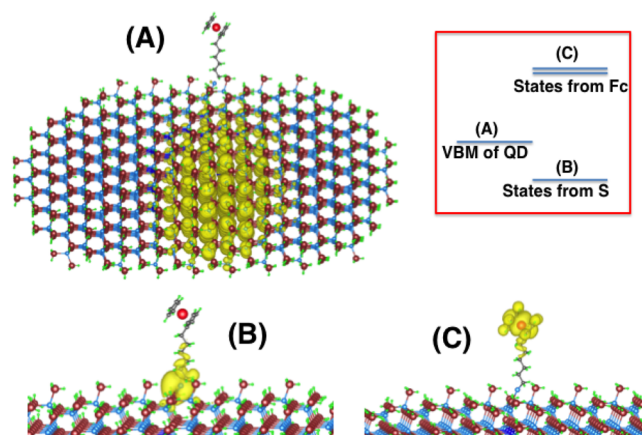 (A)
(C)
States from Fc
(A)
VBM of QD
(B)
States from S
(B)
(C)